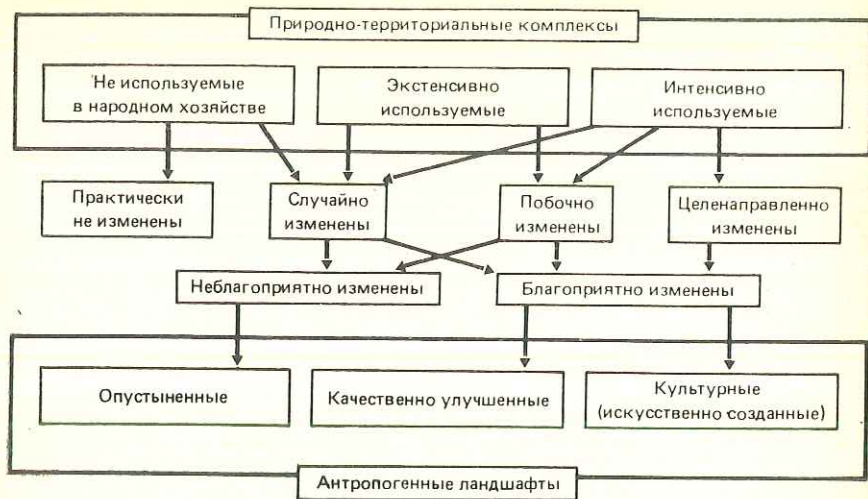 Природно-территориальные комплексы
Не используемые
в народном хозяйстве
Экстенсивно
используемые
Интенсивно
используемые
Практически
не изменены
Случайно
изменены
Побочно
изменены
Целенаправленно
изменены
Неблагоприятно изменены
Благоприятно изменены
Опустыненные
Качественно улучшенные
Культурные
(искусственно созданные)
Антропогенные ландшафты